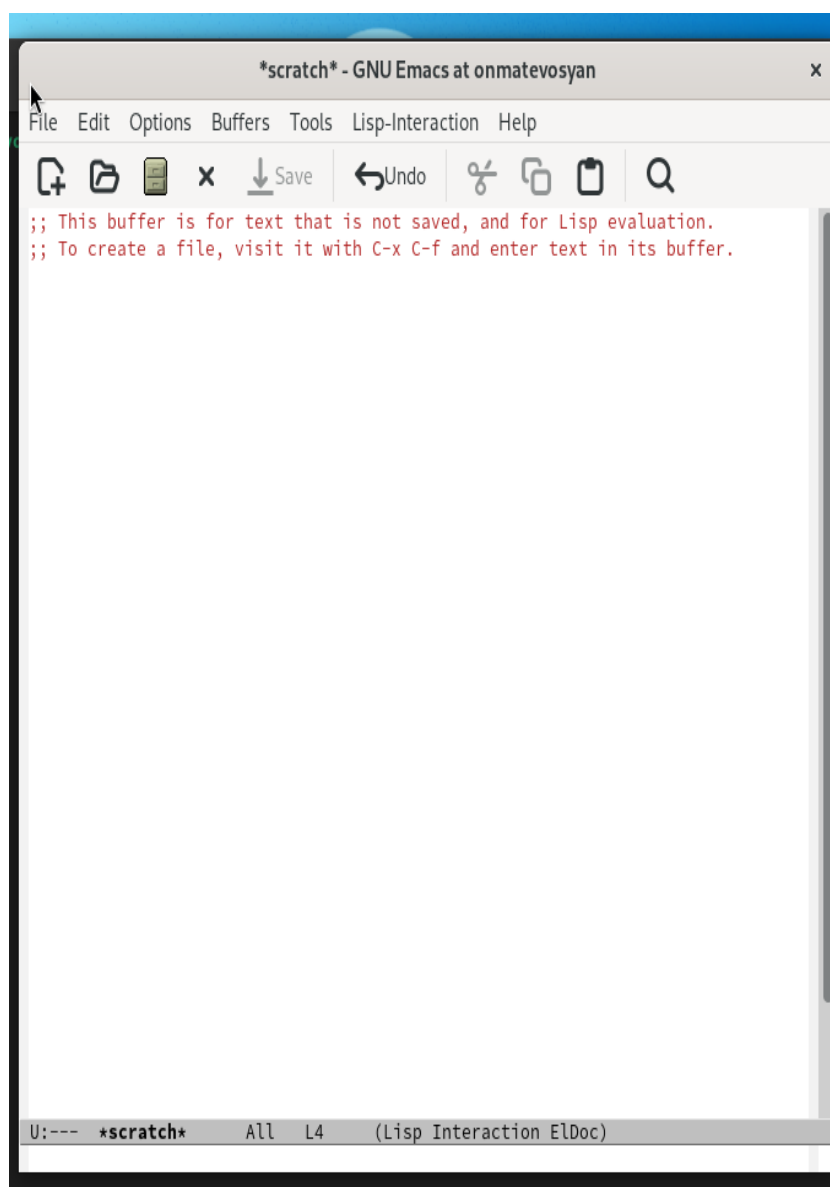 *scratch* - GNU Emacs at onmatevosyan
File Edit Options Buffers Tools Lisp-Interaction Help
Save Undo
;; This buffer is for text that is not saved, and for Lisp evaluation.
;; To create a file, visit it with C-x C-f and enter text in its buffer.
U:--- *scratch* All L4 (Lisp Interaction ElDoc)